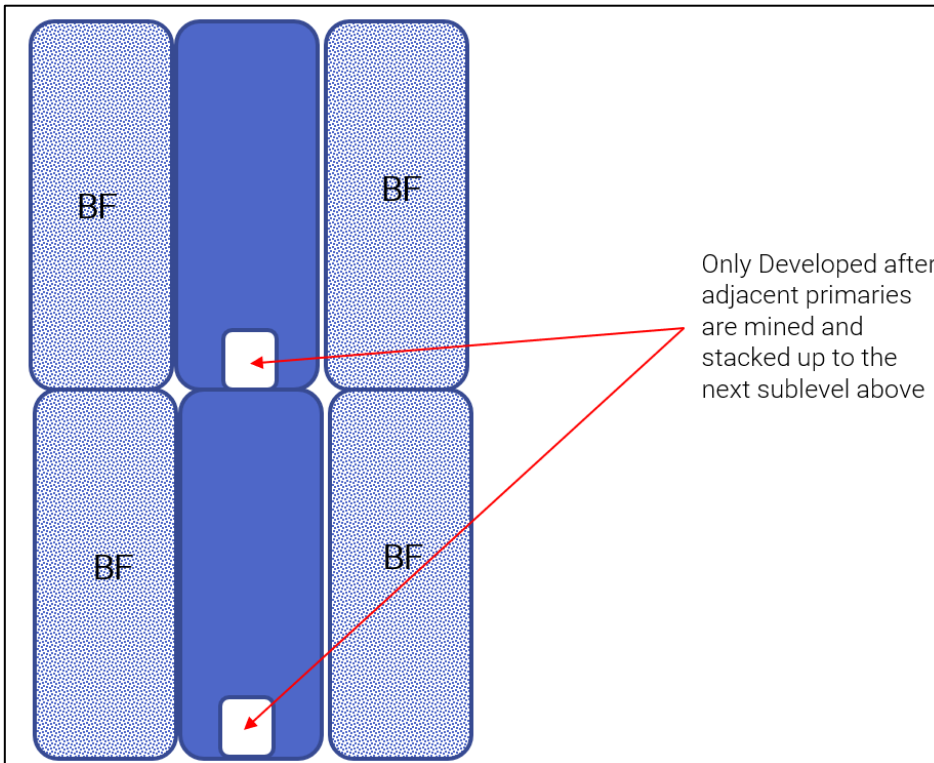 BF
BF
Only Developed after
adjacent primaries
are mined and
stacked up to the
next sublevel above
BF
BF